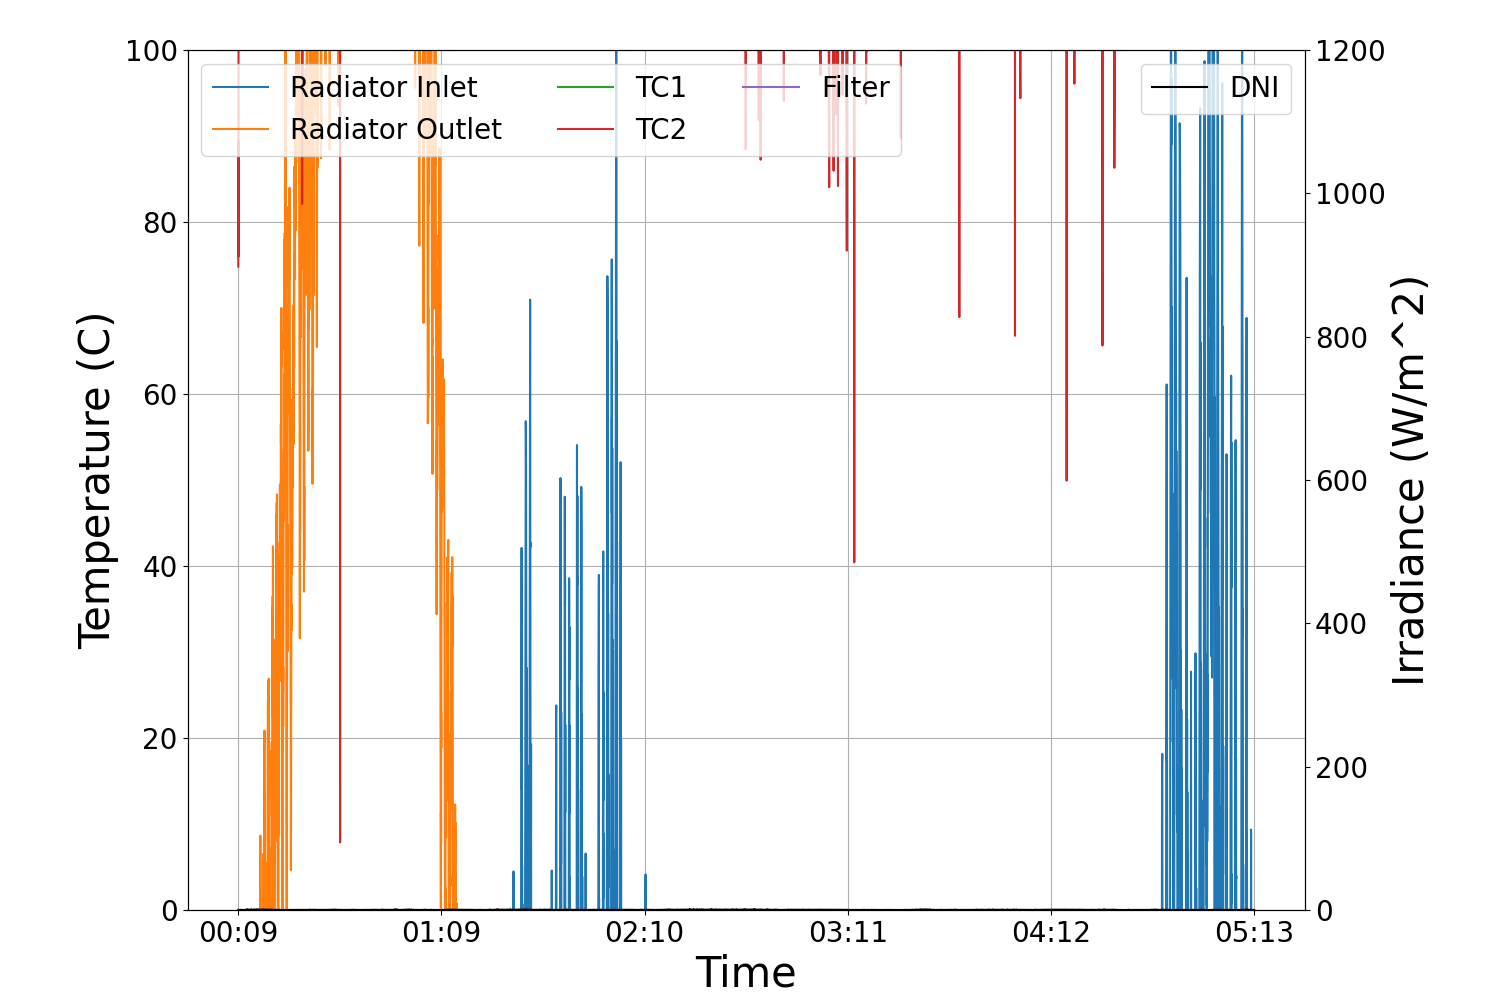 100
80
60
40
20
0
Temperature (C)
Radiator Inlet
Radiator Outlet
TC1
TC2
Filter
DNI
1200
1000
800
600
400
200
0
Irradiance (W/m^2)
00:09 01:09 02:10 03:11 04:12 05:13
Time